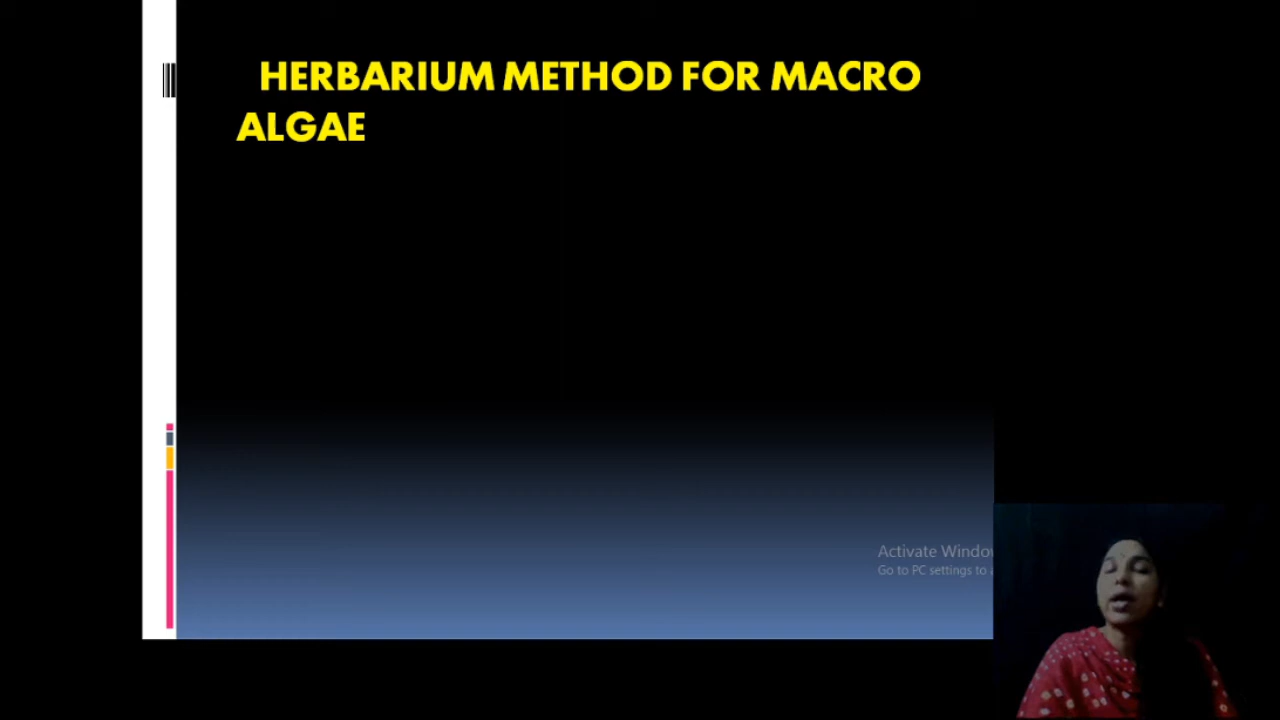 HERBARIUM METHOD FOR MACRO
ALGAE
Activate Windo
Go to PC settings to a